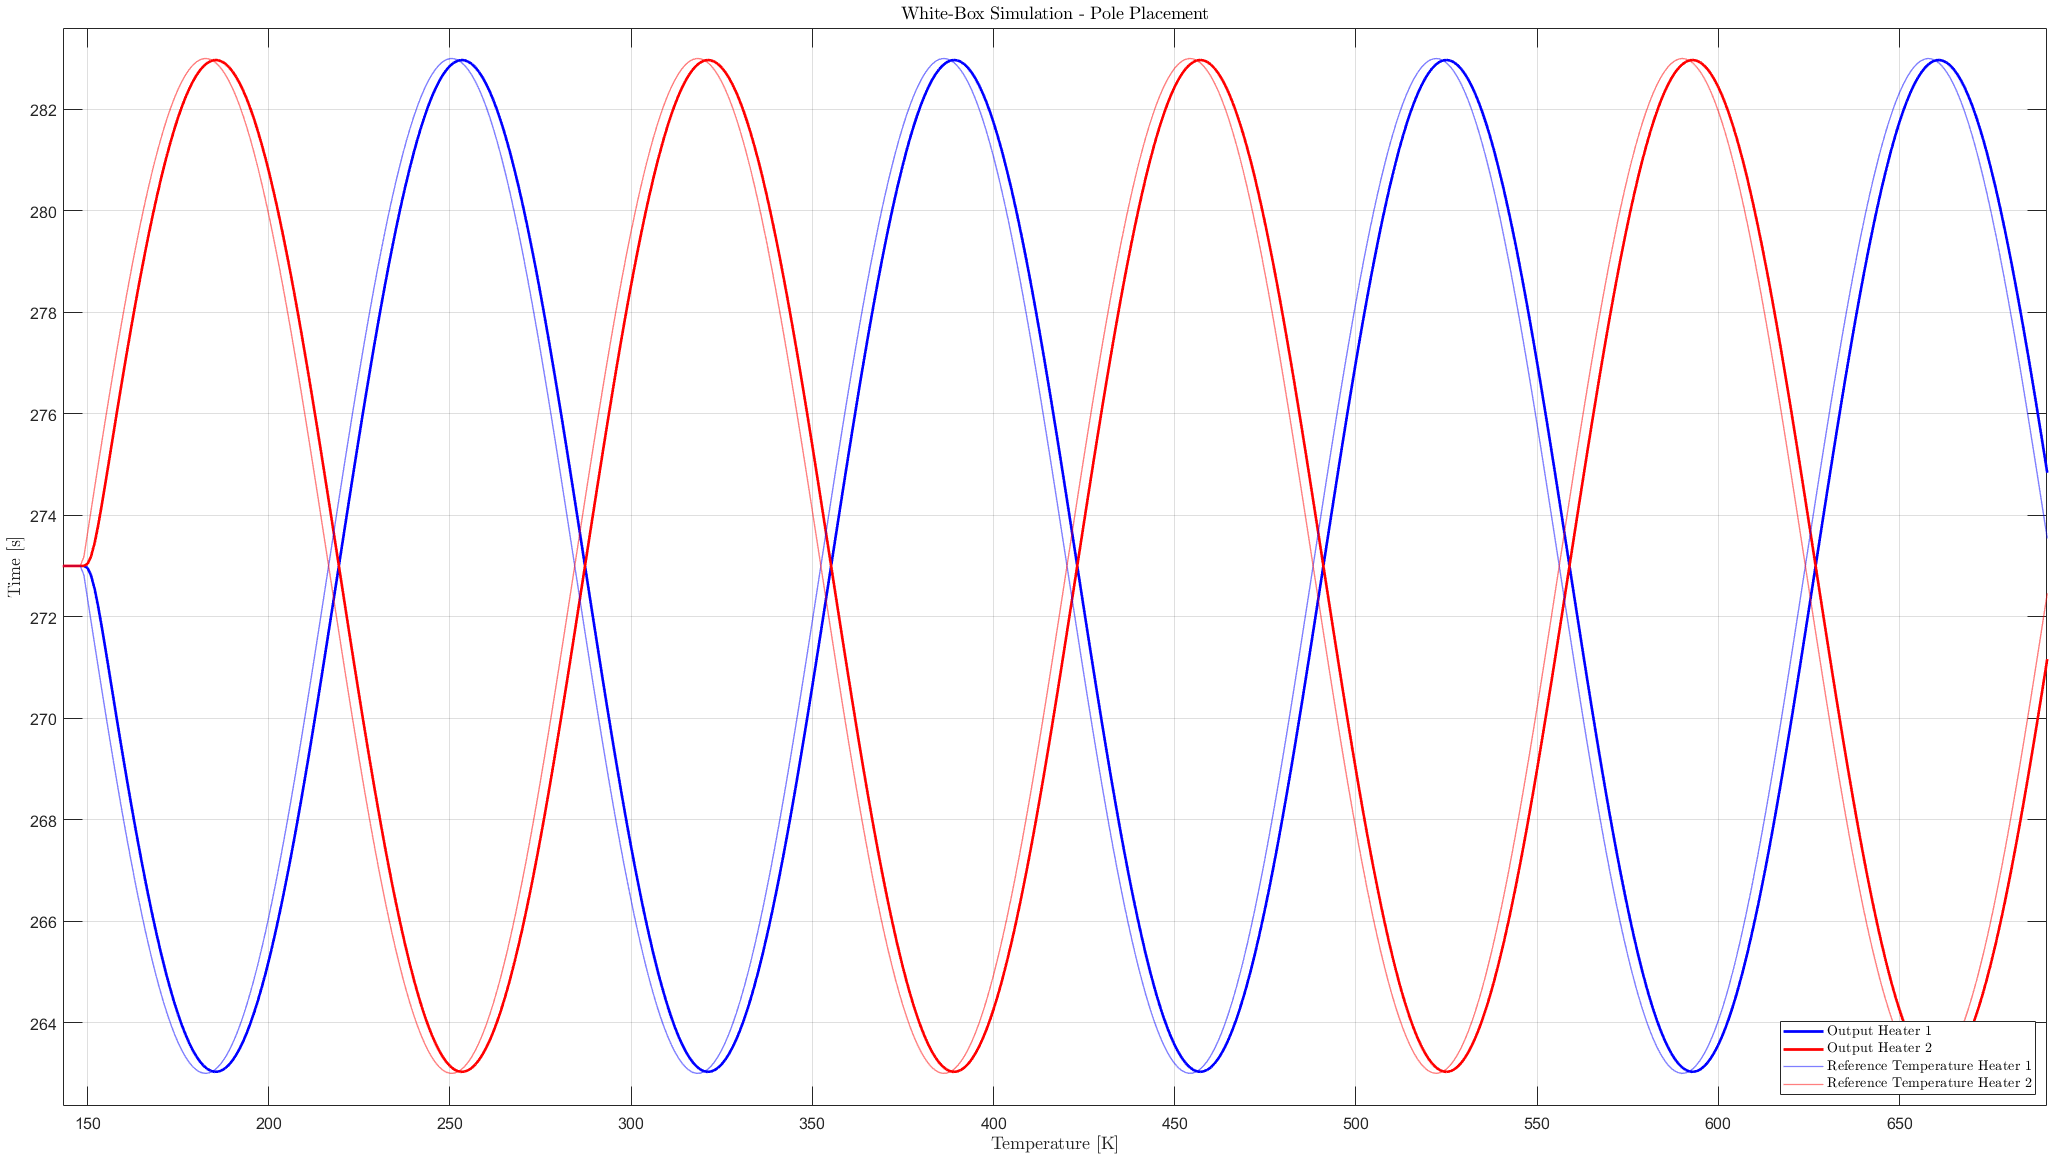 White-Box Simulation - Pole Placement
282
280
278
276
274
272
270
268
266
264
Time [s]
150 200 250 300 350 400 450 500 550 600 650
Temperature [K]
Output Heater 1
Output Heater 2
Reference Temperature Heater 1
Reference Temperature Heater 2